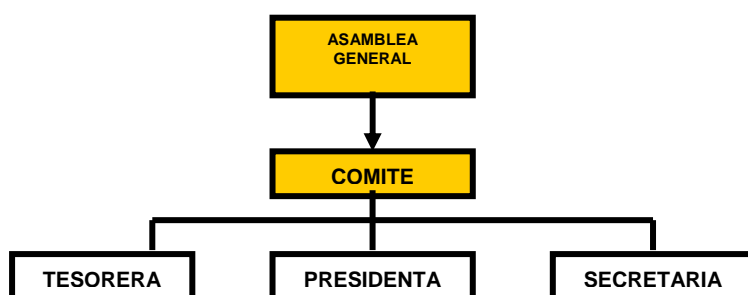 ASAMBLEA
GENERAL
COMITE
TESORERA
PRESIDENTA
SECRETARIA